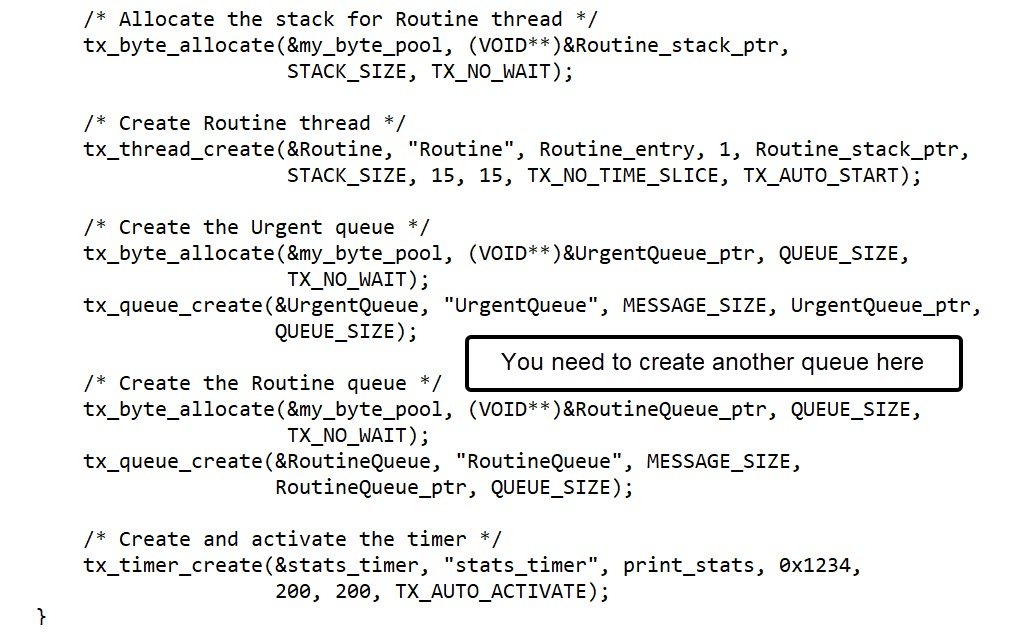 /* Allocate the stack for Routine thread */
tx_byte_allocate(&my_byte_pool, (VOID**)&Routine_stack_ptr,
STACK_SIZE, TX_NO_WAIT);
/* Create Routine thread */
tx_thread_create(&Routine, "Routine", Routine_entry, 1, Routine_stack_ptr,
STACK_SIZE, 15, 15, TX_NO_TIME_SLICE, TX_AUTO_START);
/* Create the Urgent queue */
tx_byte_allocate(&my_byte_pool, (VOID**)&UrgentQueue_ptr, QUEUE_SIZE,
TX_NO_WAIT);
tx_queue_create(&UrgentQueue, "UrgentQueue", MESSAGE_SIZE, UrgentQueue_ptr,
QUEUE_SIZE);
You need to create another queue here
/* Create the Routine queue */
tx_byte_allocate(&my_byte_pool, (VOID**)&RoutineQueue_ptr, QUEUE_SIZE,
TX_NO_WAIT);
tx_queue_create(&RoutineQueue, "RoutineQueue", MESSAGE_SIZE,
RoutineQueue_ptr, QUEUE_SIZE);
/* Create and activate the timer */
tx_timer_create(&stats_timer, "stats_timer", print_stats, 0x1234,
200, 200, TX_AUTO_ACTIVATE);
}